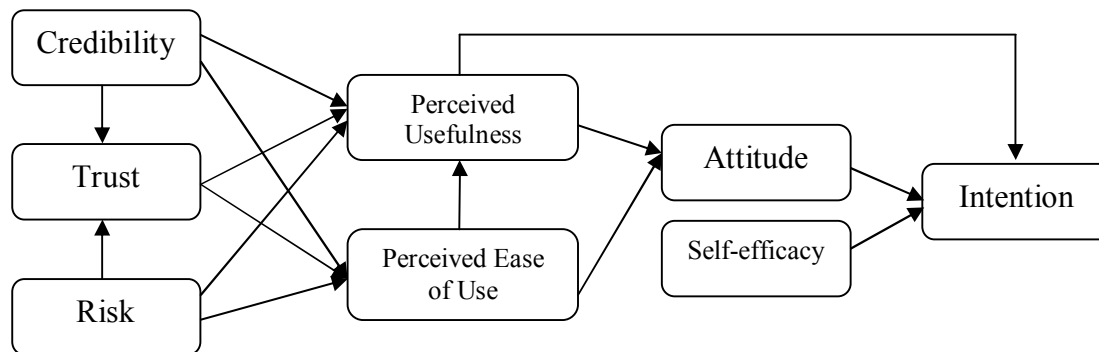 Credibility
Trust
Risk
Perceived
Usefulness
Perceived Ease
of Use
Attitude
Self-efficacy
Intention